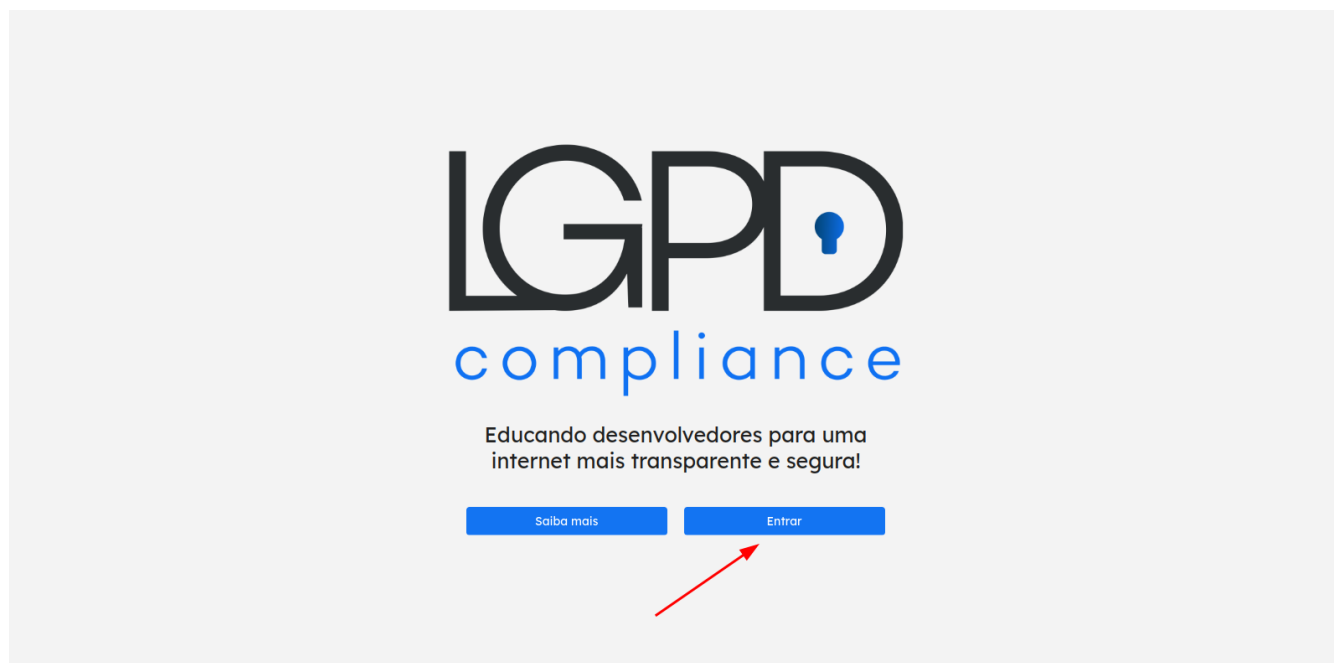 LGPD
compliance
Educando desenvolvedores para uma
internet mais transparente e segura!
Saiba mais
Entrar